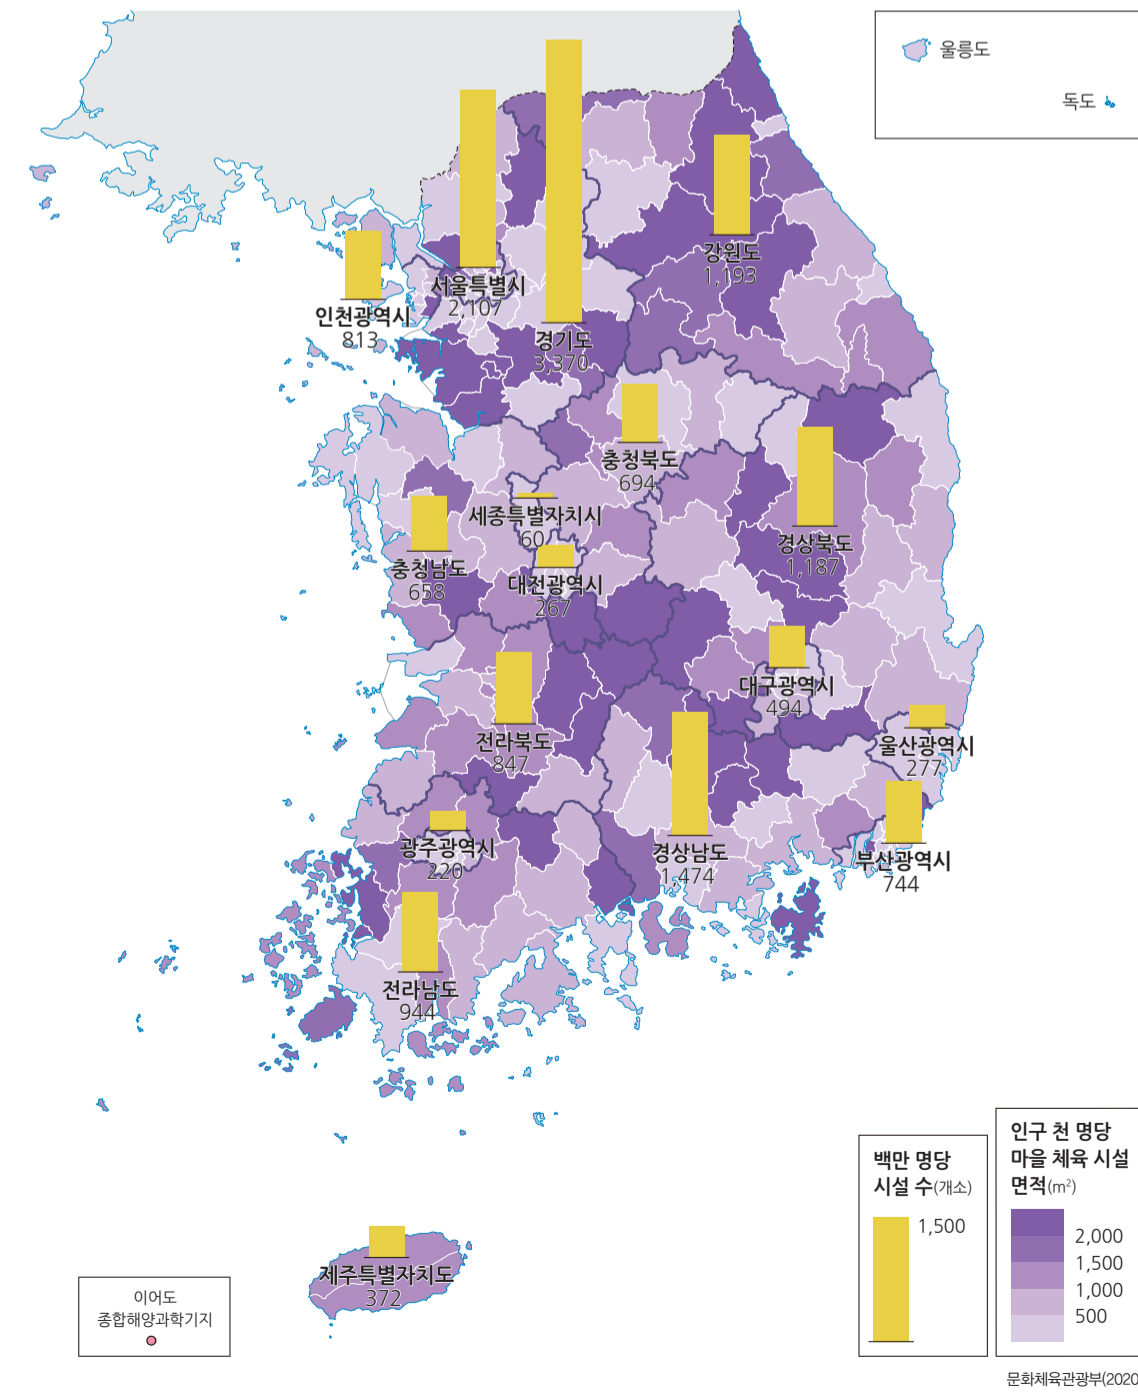 울릉도
독도
강원도
1,193
서울특별시
2,107
인천광역시
813
경기도
3,370
충청북도
694
세종특별자치시
60
경상북도
1,187
충청남도
658
대전광역시
267
대구광역시
494
전라북도
847
울산광역시
277
광주광역시
220
경상남도
1,474
부산광역시
744
전라남도
944
제주특별자치도
372
이어도
종합해양과학기지
백만 명당
시설 수(개소)
1,500
인구 천 명당
마을 체육 시설
면적(m²)
2,000
1,500
1,000
500
문화체육관광부(2020